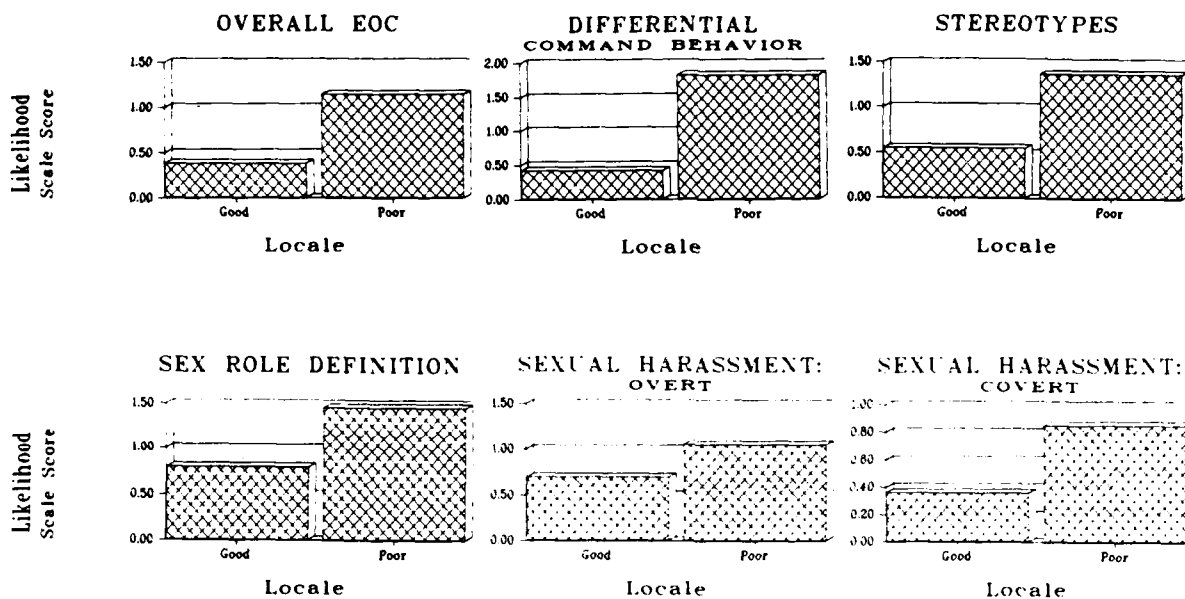 OVERALL EOC
Likelihood
Scale Score
1.50
1.00
0.50
0.00
Good Poor
Locale
DIFFERENTIAL
COMMAND BEHAVIOR
2.00
1.50
1.00
0.50
0.00
Good Poor
Locale
STEREOTYPES
1.50
1.00
0.50
0.00
Good Poor
Locale
SEX ROLE DEFINITION
Likelihood
Scale Score
1.50
1.00
0.50
0.00
Good Poor
Locale
SEXUAL HARASSMENT:
OVERT
1.50
1.00
0.50
0.00
Good Poor
Locale
SEXUAL HARASSMENT:
COVERT
1.00
0.80
0.60
0.40
0.20
0.00
Good Poor
Locale